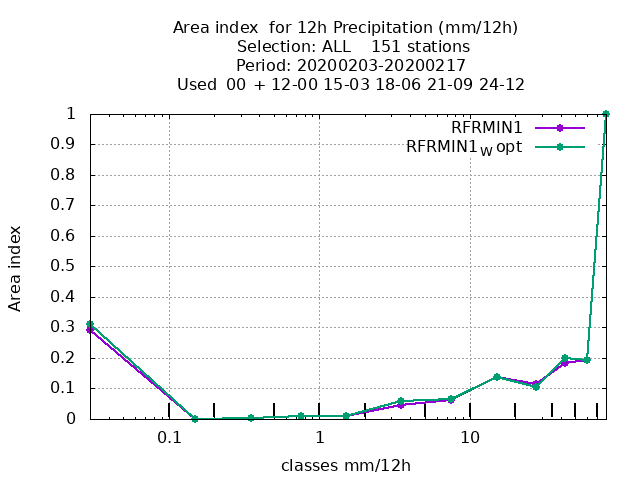 Area index  for 12h Precipitation (mm/12h)
Selection: ALL    151 stations
Period: 20200203-20200217
Used  00 + 12-00 15-03 18-06 21-09 24-12
RFRMIN1
RFRMIN1W opt
1
0.9
0.8
0.7
0.6
0.5
0.4
0.3
0.2
0.1
0
Area index
0.1 1 10
classes mm/12h